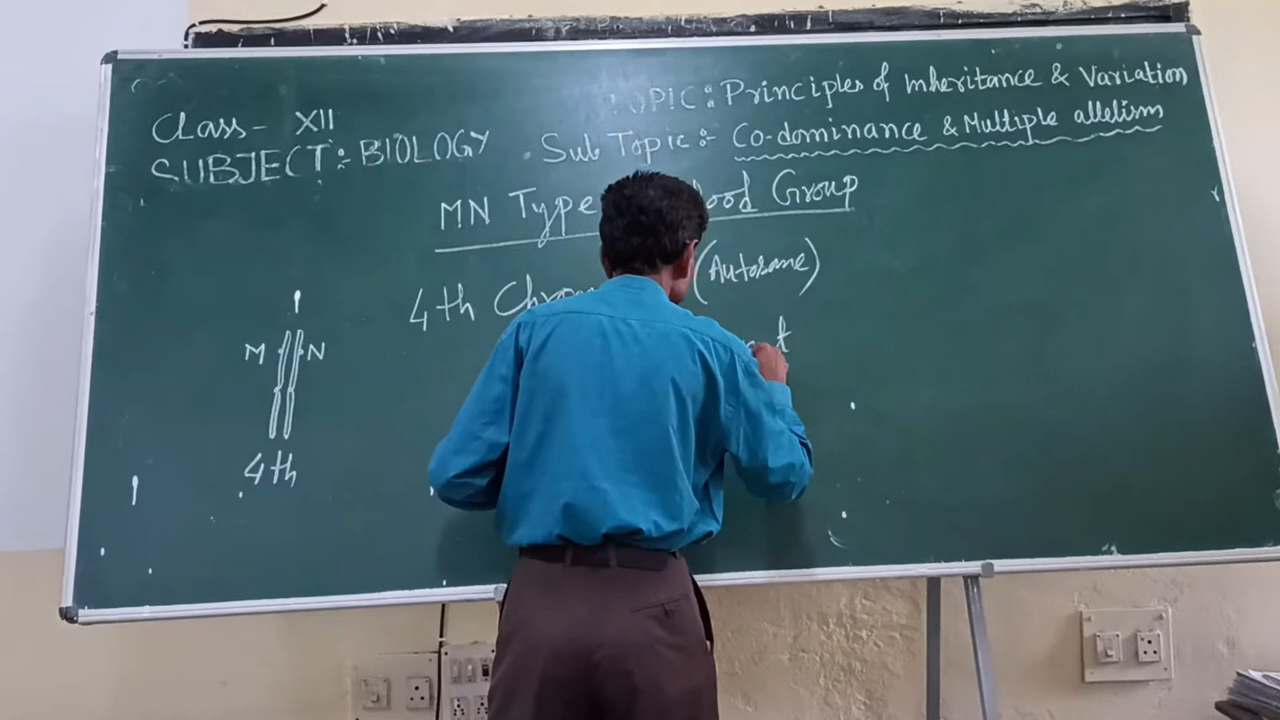 Class- XII
SUBJECT:- BIOLOGY
TOPIC:- Principles of Inheritance & Variation
Sub Topic:- Co-dominance & Multiple allelism
MN Type Blood Group
4th (Autosome)
M N
4th